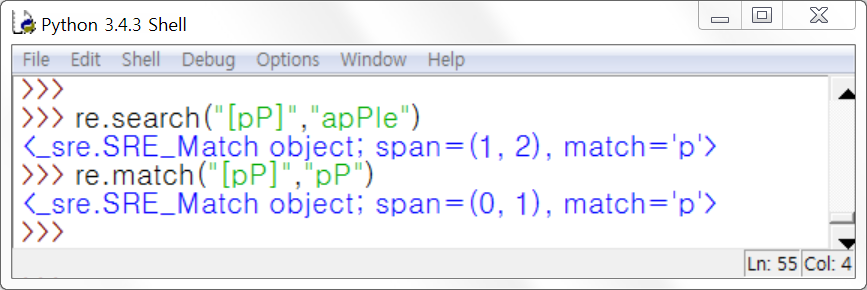 Python 3.4.3 Shell
File Edit Shell Debug Options Window Help
>>>
>>> re.search("[pP]","apPle")
<_sre.SRE_Match object; span=(1, 2), match='p'>
>>> re.match("[pP]","pP")
<_sre.SRE_Match object; span=(0, 1), match='p'>
>>>
Ln: 55 Col: 4